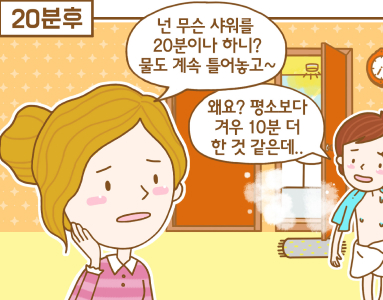 20분후
넌 무슨 샤워를
20분이나 하니?
물도 계속 틀어놓고~
왜요? 평소보다
겨우 10분 더
한 것 같은데..